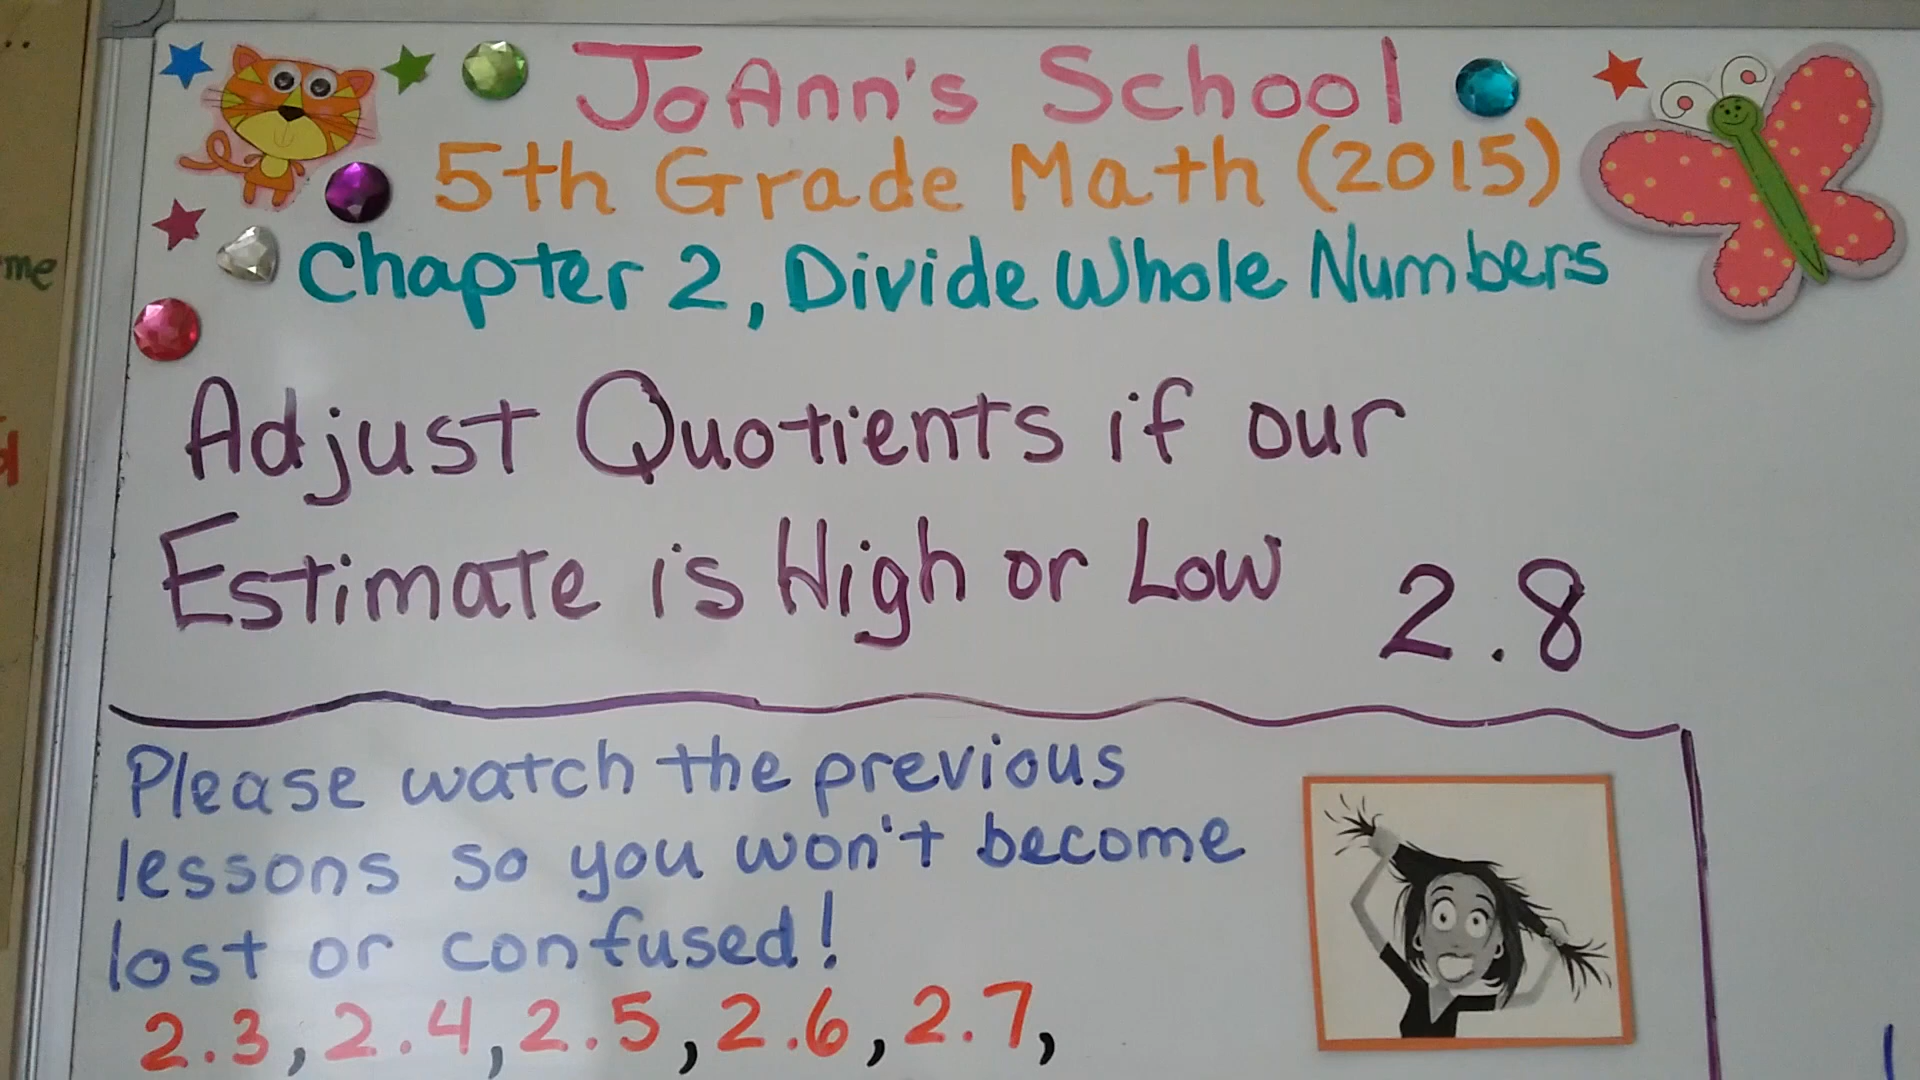 JoAnn's School
5th Grade Math (2015)
Chapter 2, Divide Whole Numbers
Adjust Quotients if our
Estimate is High or Low 2.8
Please watch the previous
lessons so you won't become
lost or confused!
2.3, 2.4, 2.5, 2.6, 2.7,
me